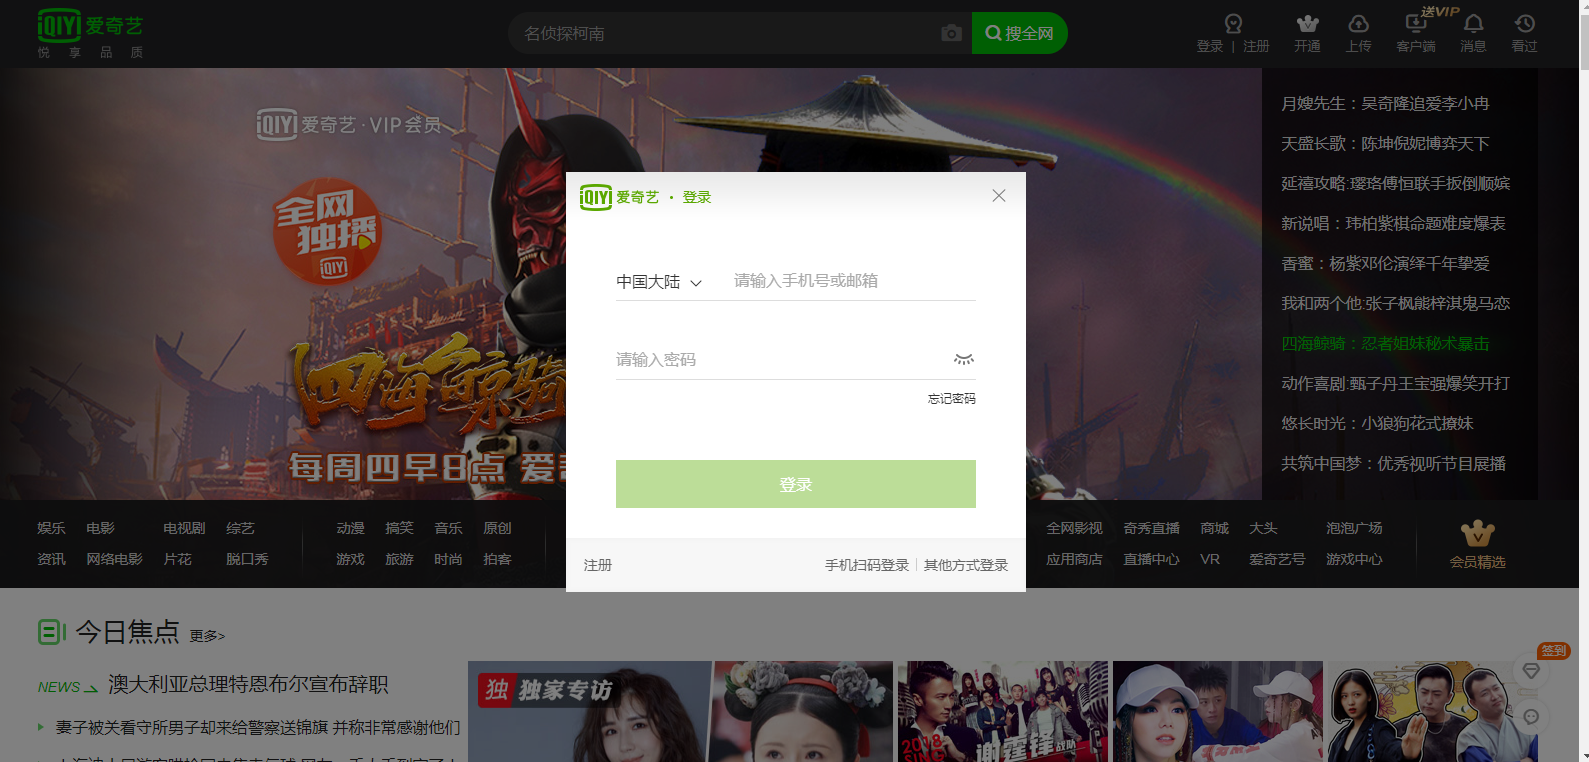 iQIYI 爱奇艺
悦享品质
名侦探柯南
搜全网
登录 | 注册
开通
上传
送VIP
客户端
消息
看过
iQIYI 爱奇艺·VIP会员
全网
独播
iQIYI
四海鲸骑
每周四早8点 爱奇
月嫂先生：吴奇隆追爱李小冉
天盛长歌：陈坤倪妮博弈天下
延禧攻略:璎珞傅恒联手扳倒顺嫔
新说唱：玮柏紫棋命题难度爆表
香蜜：杨紫邓伦演绎千年挚爱
我和两个他:张子枫熊梓淇鬼马恋
四海鲸骑：忍者姐妹秘术暴击
动作喜剧:甄子丹王宝强爆笑开打
悠长时光：小狼狗花式撩妹
共筑中国梦：优秀视听节目展播
iQIYI 爱奇艺 · 登录
中国大陆
请输入手机号或邮箱
请输入密码
忘记密码
登录
注册
手机扫码登录 | 其他方式登录
娱乐 电影 电视剧 综艺 动漫 搞笑 音乐 原创 全网影视 奇秀直播 商城 大头 泡泡广场
资讯 网络电影 片花 脱口秀 游戏 旅游 时尚 拍客 应用商店 直播中心 VR 爱奇艺号 游戏中心
会员精选
今日焦点 更多>
签到
NEWS 澳大利亚总理特恩布尔宣布辞职
妻子被关看守所男子却来给警察送锦旗 并称非常感谢他们
独 独家专访
2018
SING
谢霆锋战队